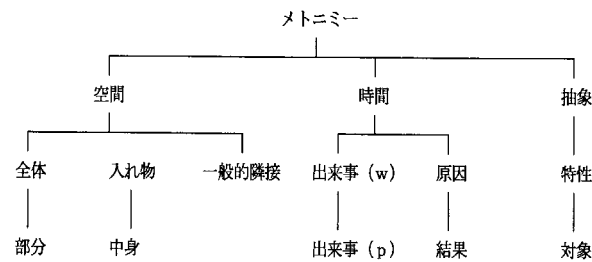 メトニミー
空間 時間 抽象
全体 入れ物 一般的隣接 出来事（w） 原因 特性
部分 中身 出来事（p） 結果 対象